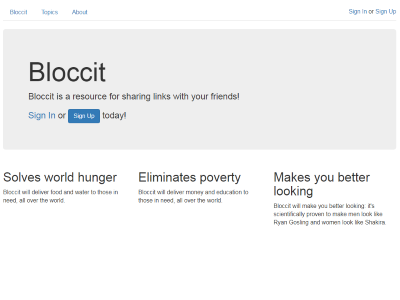 Bloccit Topics About Sign In or Sign Up
Bloccit
Bloccit is a resource for sharing links with your friends!
Sign In or Sign Up today!
Solves world hunger
Bloccit will deliver food and water to those in
need, all over the world.
Eliminates poverty
Bloccit will deliver money and education to
those in need, all over the world.
Makes you better
looking
Bloccit will make you better looking: it's
scientifically proven to make men look like
Ryan Gosling and women look like Shakira.